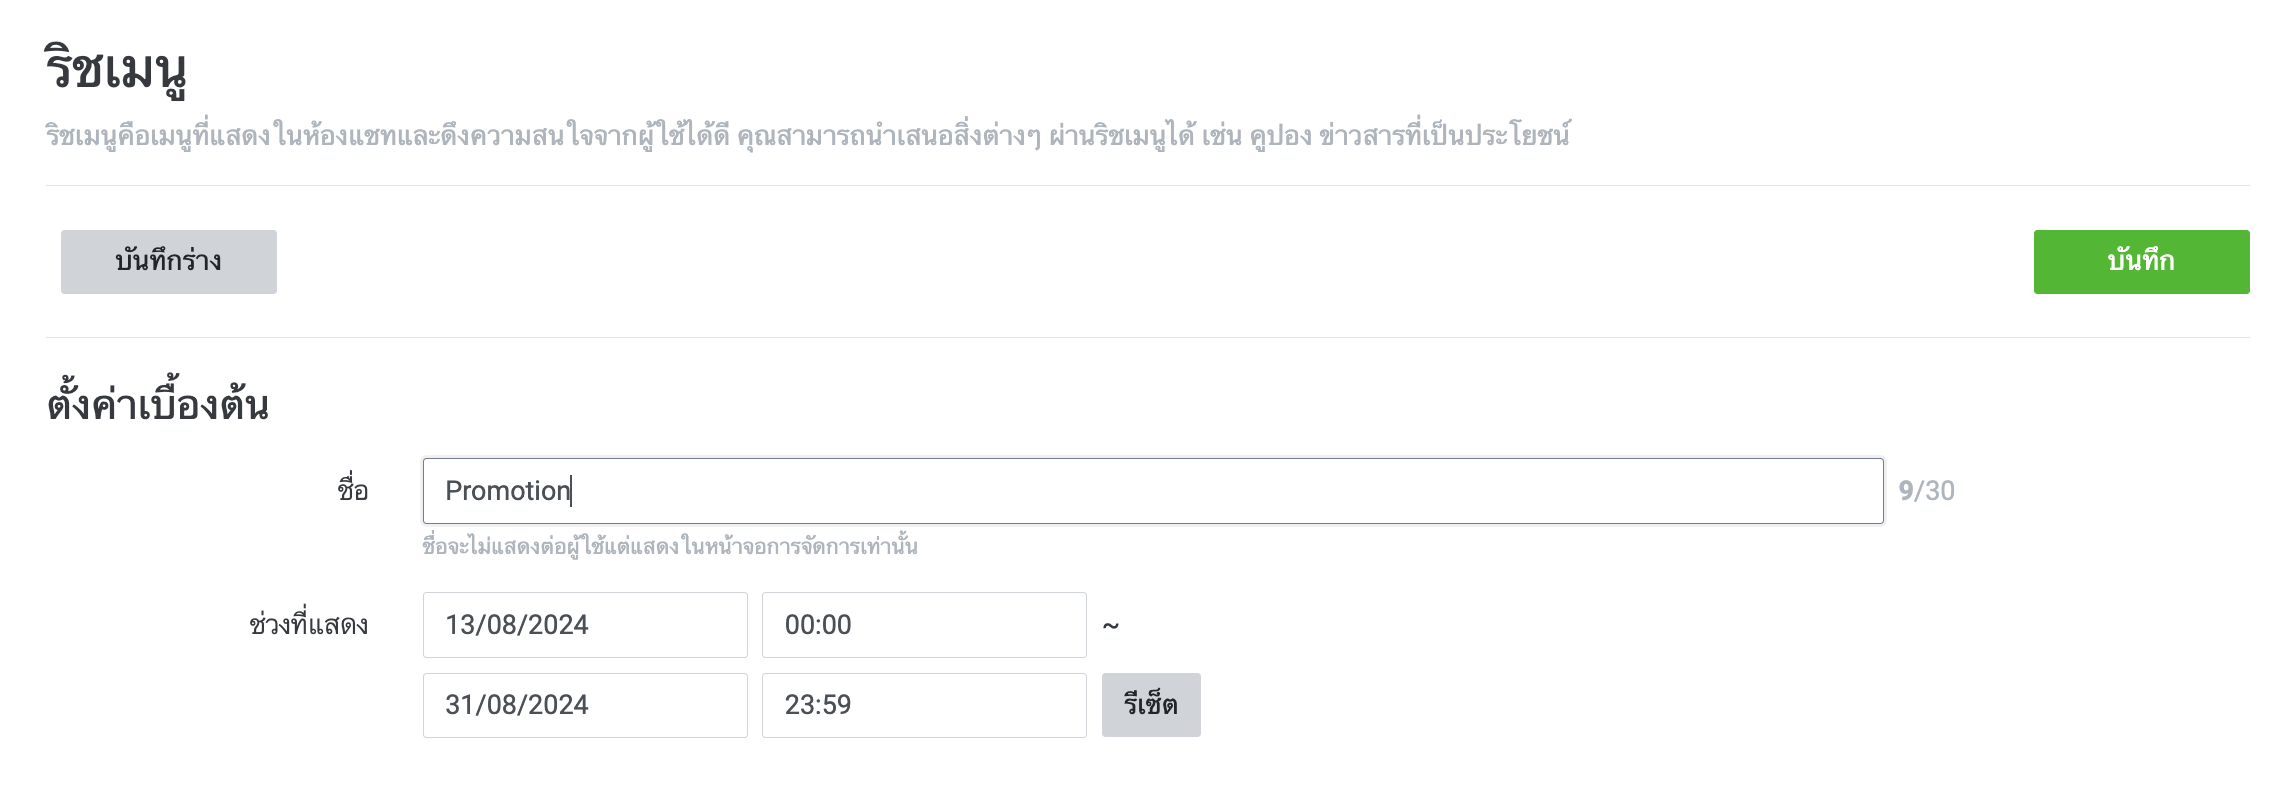 ริชเมนู
ริชเมนูคือเมนูที่แสดงในห้องแชทและดึงความสนใจจากผู้ใช้ได้ดี คุณสามารถนำเสนอสิ่งต่างๆ ผ่านริชเมนูได้ เช่น คูปอง ข่าวสารที่เป็นประโยชน์
บันทึกร่าง บันทึก
ตั้งค่าเบื้องต้น
ชื่อ Promotion 9/30
ชื่อจะไม่แสดงต่อผู้ใช้แต่แสดงในหน้าจอการจัดการเท่านั้น
ช่วงที่แสดง 13/08/2024 00:00 ~
31/08/2024 23:59 รีเซ็ต